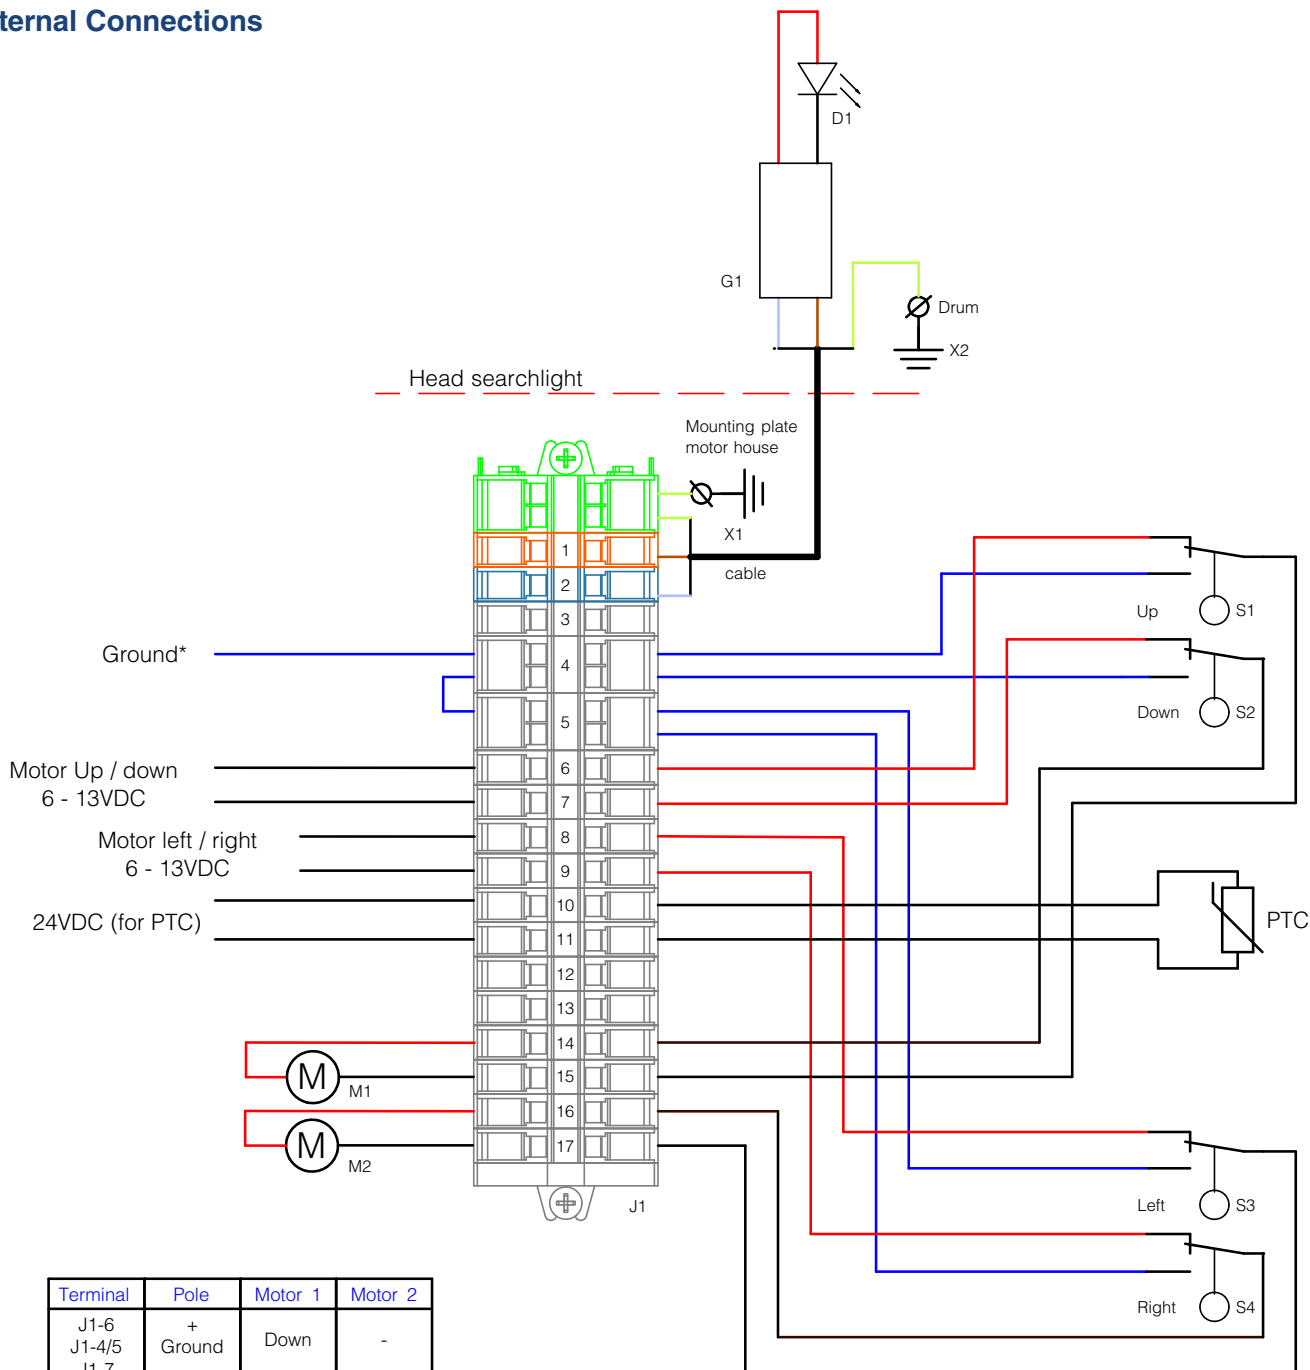 ternal Connections
D1
G1
Drum
X2
Head searchlight
Mounting plate
motor house
X1
cable
1
2
3
4
5
6
7
8
9
10
11
12
13
14
15
16
17
J1
Ground*
Motor Up / down
6 - 13VDC
Motor left / right
6 - 13VDC
24VDC (for PTC)
M
M1
M
M2
Up
S1
Down
S2
PTC
Left
S3
Right
S4
Terminal Pole Motor 1 Motor 2
J1-6 +
J1-4/5 Ground Down -
J1-7